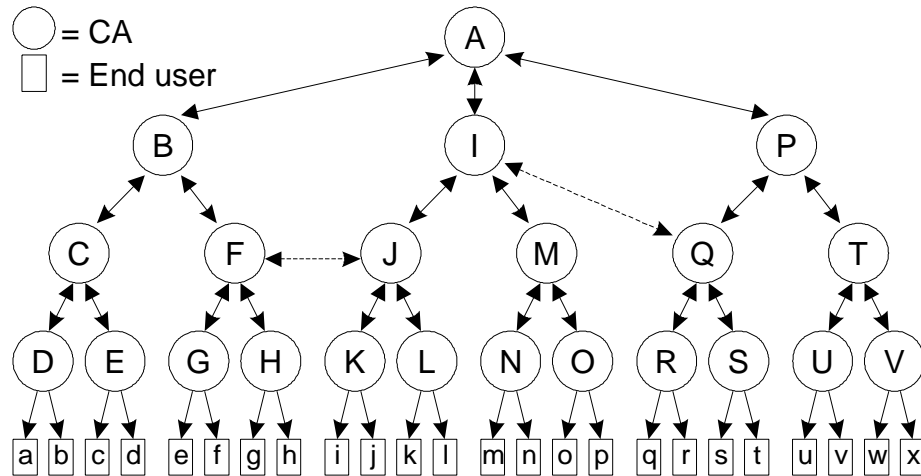 = CA
= End user
A
B I P
C F J M Q T
D E G H K L N O R S U V
a b c d e f g h i j k l m n o p q r s t u v w x